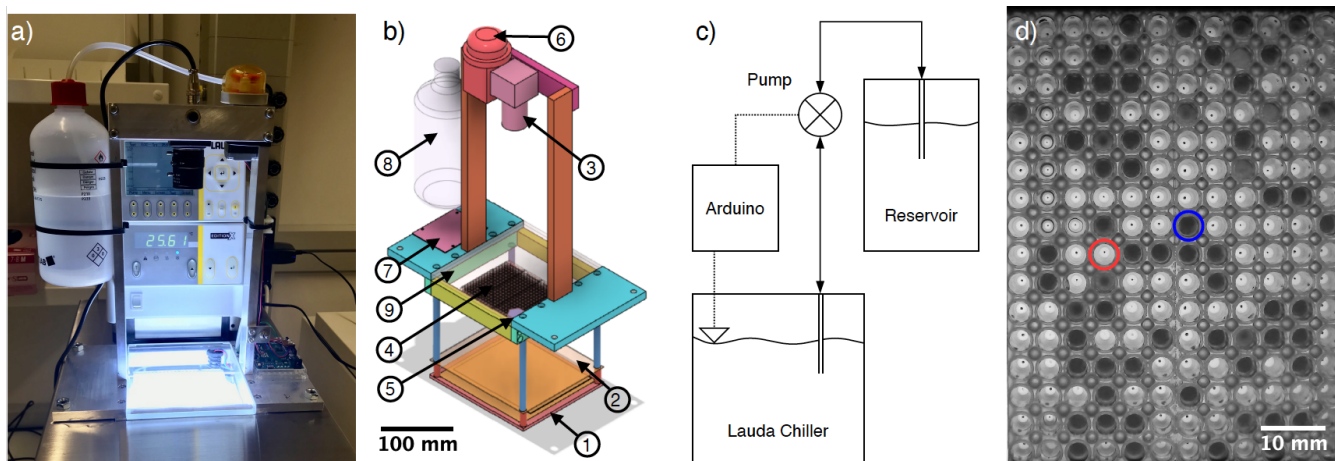 a)
LAU
25.61
EDITION X
b)
6
8
3
7
9
4
5
2
1
100 mm
c)
Pump
Arduino
Reservoir
Lauda Chiller
d)
10 mm